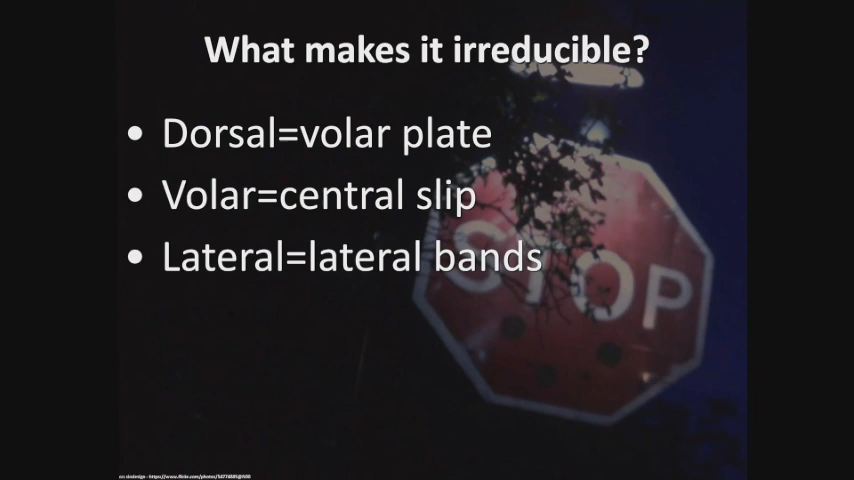 What makes it irreducible?
• Dorsal=volar plate
• Volar=central slip
• Lateral=lateral bands
STOP